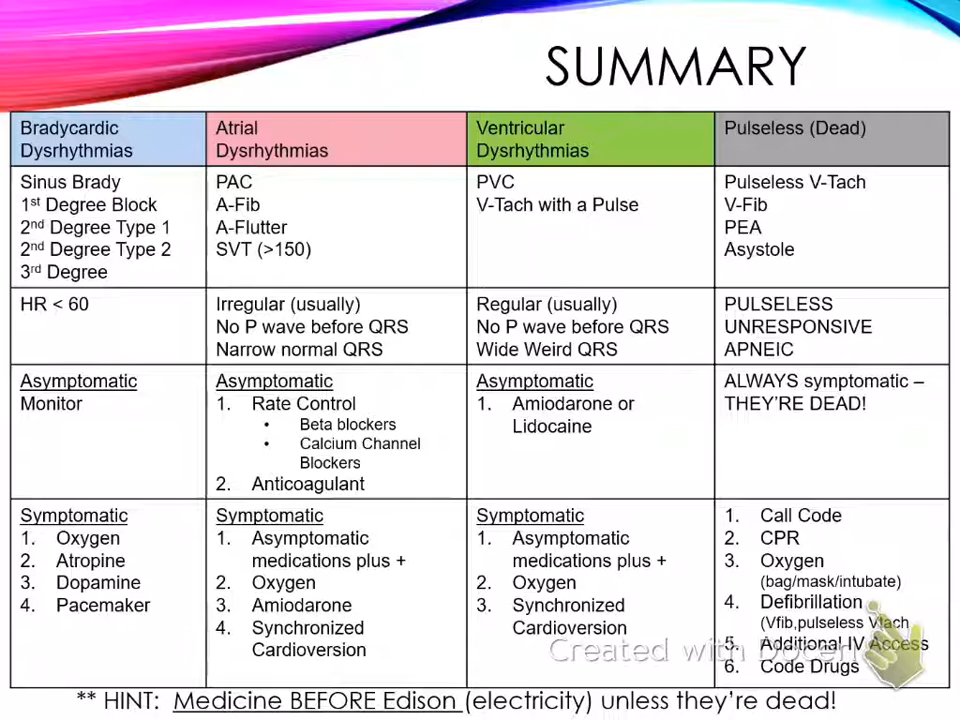 SUMMARY
Bradycardic
Dysrhythmias
Atrial
Dysrhythmias
Ventricular
Dysrhythmias
Pulseless (Dead)
Sinus Brady
1st Degree Block
2nd Degree Type 1
2nd Degree Type 2
3rd Degree
PAC
A-Fib
A-Flutter
SVT (>150)
PVC
V-Tach with a Pulse
Pulseless V-Tach
V-Fib
PEA
Asystole
HR < 60
Irregular (usually)
No P wave before QRS
Narrow normal QRS
Regular (usually)
No P wave before QRS
Wide Weird QRS
PULSELESS
UNRESPONSIVE
APNEIC
Asymptomatic
Monitor
Asymptomatic
1. Rate Control
• Beta blockers
• Calcium Channel
Blockers
2. Anticoagulant
Asymptomatic
1. Amiodarone or
Lidocaine
ALWAYS symptomatic –
THEY'RE DEAD!
Symptomatic
1. Oxygen
2. Atropine
3. Dopamine
4. Pacemaker
Symptomatic
1. Asymptomatic
medications plus +
2. Oxygen
3. Amiodarone
4. Synchronized
Cardioversion
Symptomatic
1. Asymptomatic
medications plus +
2. Oxygen
3. Synchronized
Cardioversion
1. Call Code
2. CPR
3. Oxygen
(bag/mask/intubate)
4. Defibrillation
(Vfib,pulseless Vtach
5. Additional IV Access
6. Code Drugs
Created with
** HINT: Medicine BEFORE Edison (electricity) unless they're dead!